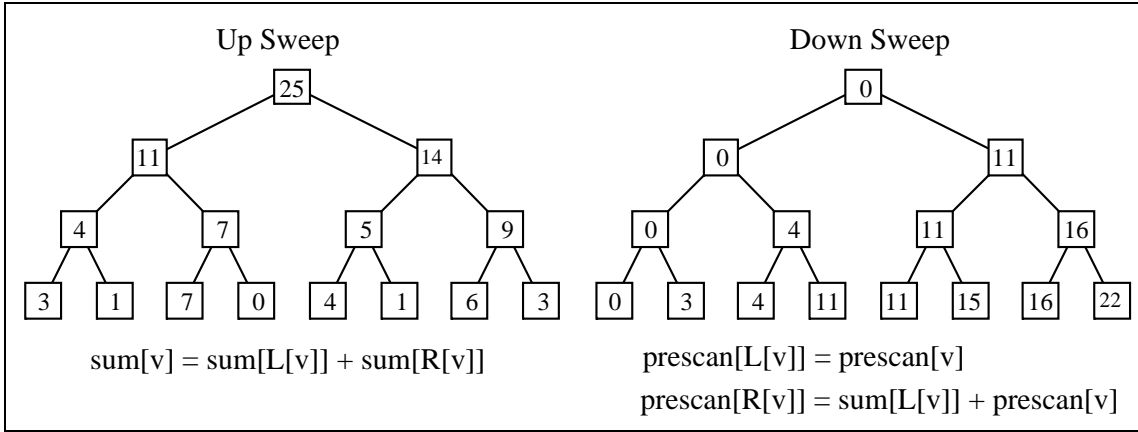 Up Sweep
25
11 14
4 7 5 9
3 1 7 0 4 1 6 3
sum[v] = sum[L[v]] + sum[R[v]]
Down Sweep
0
0 11
0 4 11 16
0 3 4 11 11 15 16 22
prescan[L[v]] = prescan[v]
prescan[R[v]] = sum[L[v]] + prescan[v]